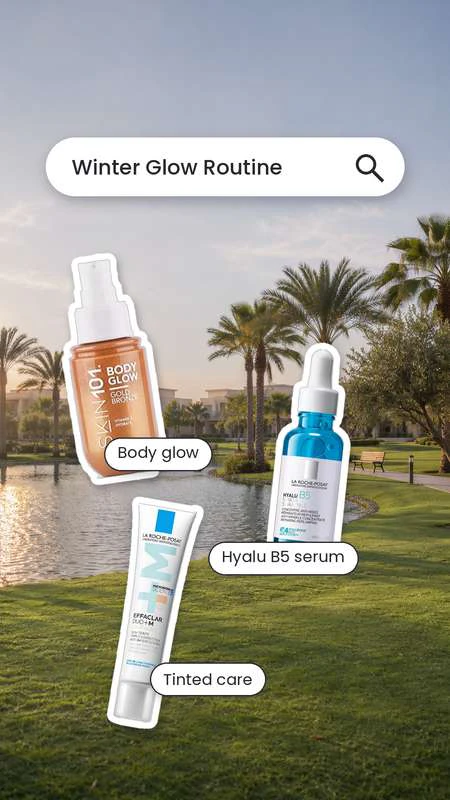 Winter Glow Routine
SKIN101.
BODY
GLOW
GOLD
BRONZE
Body glow
LA ROCHE-POSAY
HYALU B5
Hyalu B5 serum
LA ROCHE-POSAY
+M
EFFACLAR
DUO+M
Tinted care